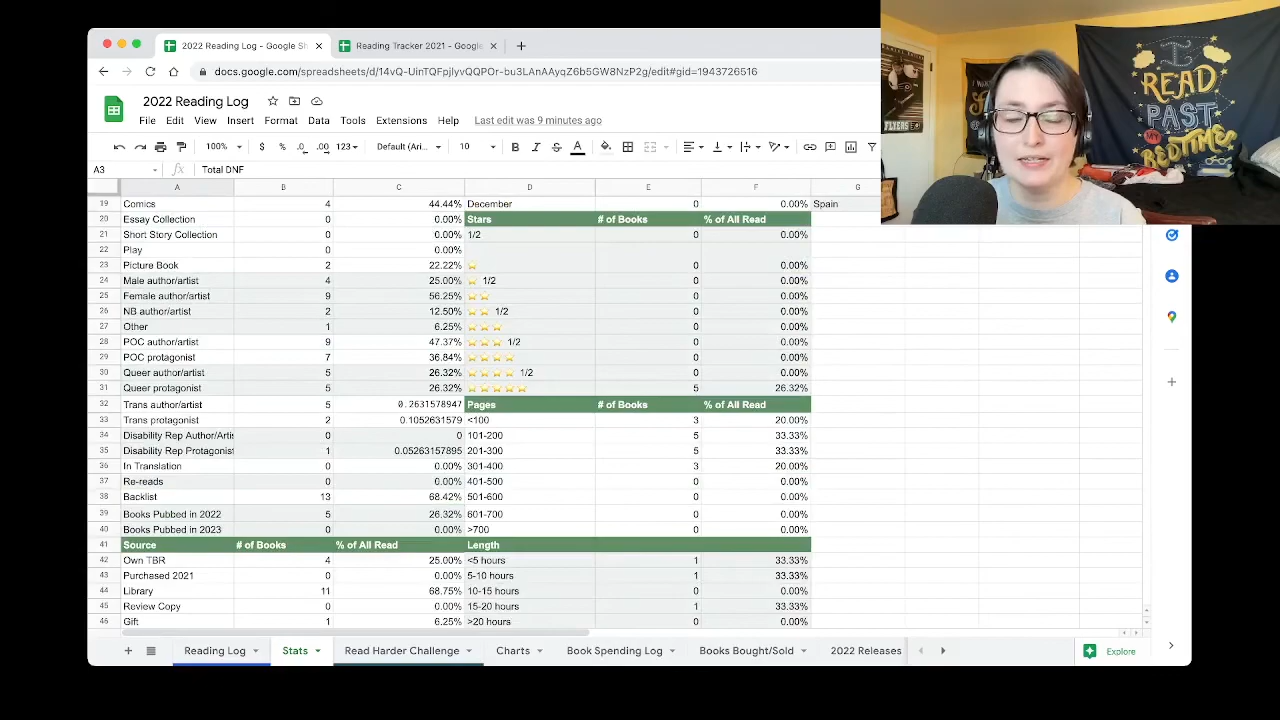 2022 Reading Log - Google Sh
Reading Tracker 2021 - Google
docs.google.com/spreadsheets/d/14vQ-UinTQFpjlyvQQIOr-bu3LAnAAyqZ6b5GW8NzP2g/edit#gid=1943726516
2022 Reading Log
File Edit View Insert Format Data Tools Extensions Help Last edit was 9 minutes ago
100% $ % .0 .00 123 Default (Ari... 10 B I S A
A3 fx Total DNF
A B C D E F G
19 Comics 4 44.44% December 0 0.00% Spain
20 Essay Collection 0 0.00% Stars # of Books % of All Read
21 Short Story Collection 0 0.00% 1/2 0 0.00%
22 Play 0 0.00%
23 Picture Book 2 22.22% ⭐ 0 0.00%
24 Male author/artist 4 25.00% ⭐ 1/2 0 0.00%
25 Female author/artist 9 56.25% ⭐⭐ 0 0.00%
26 NB author/artist 2 12.50% ⭐⭐ 1/2 0 0.00%
27 Other 1 6.25% ⭐⭐⭐ 0 0.00%
28 POC author/artist 9 47.37% ⭐⭐⭐ 1/2 0 0.00%
29 POC protagonist 7 36.84% ⭐⭐⭐⭐ 0 0.00%
30 Queer author/artist 5 26.32% ⭐⭐⭐⭐ 1/2 0 0.00%
31 Queer protagonist 5 26.32% ⭐⭐⭐⭐⭐ 5 26.32%
32 Trans author/artist 5 0.2631578947 Pages # of Books % of All Read
33 Trans protagonist 2 0.1052631579 <100 3 20.00%
34 Disability Rep Author/Artis 0 0 101-200 5 33.33%
35 Disability Rep Protagonist 1 0.05263157895 201-300 5 33.33%
36 In Translation 0 0.00% 301-400 3 20.00%
37 Re-reads 0 0.00% 401-500 0 0.00%
38 Backlist 13 68.42% 501-600 0 0.00%
39 Books Pubbed in 2022 5 26.32% 601-700 0 0.00%
40 Books Pubbed in 2023 0 0.00% >700 0 0.00%
41 Source # of Books % of All Read Length
42 Own TBR 4 25.00% <5 hours 1 33.33%
43 Purchased 2021 0 0.00% 5-10 hours 1 33.33%
44 Library 11 68.75% 10-15 hours 0 0.00%
45 Review Copy 0 0.00% 15-20 hours 1 33.33%
46 Gift 1 6.25% >20 hours 0 0.00%
Reading Log Stats Read Harder Challenge Charts Book Spending Log Books Bought/Sold 2022 Releases
Explore
FLYERS
I
READ
PAST
MY
BEDTIME